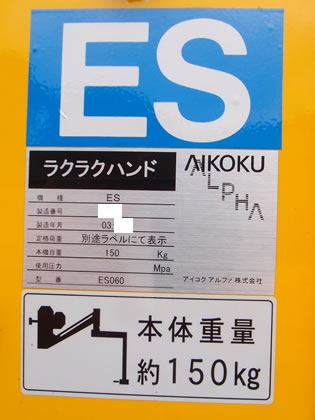 ES
ラクラクハンド
AIKOKU
ALPHA
機種 ES
製造番号
製造年月 03.
定格荷重 別途ラベルにて表示
本機自重 150 Kg
使用圧力 Mpa
型番 ES060
アイコクアルファ株式会社
本体重量
約150kg